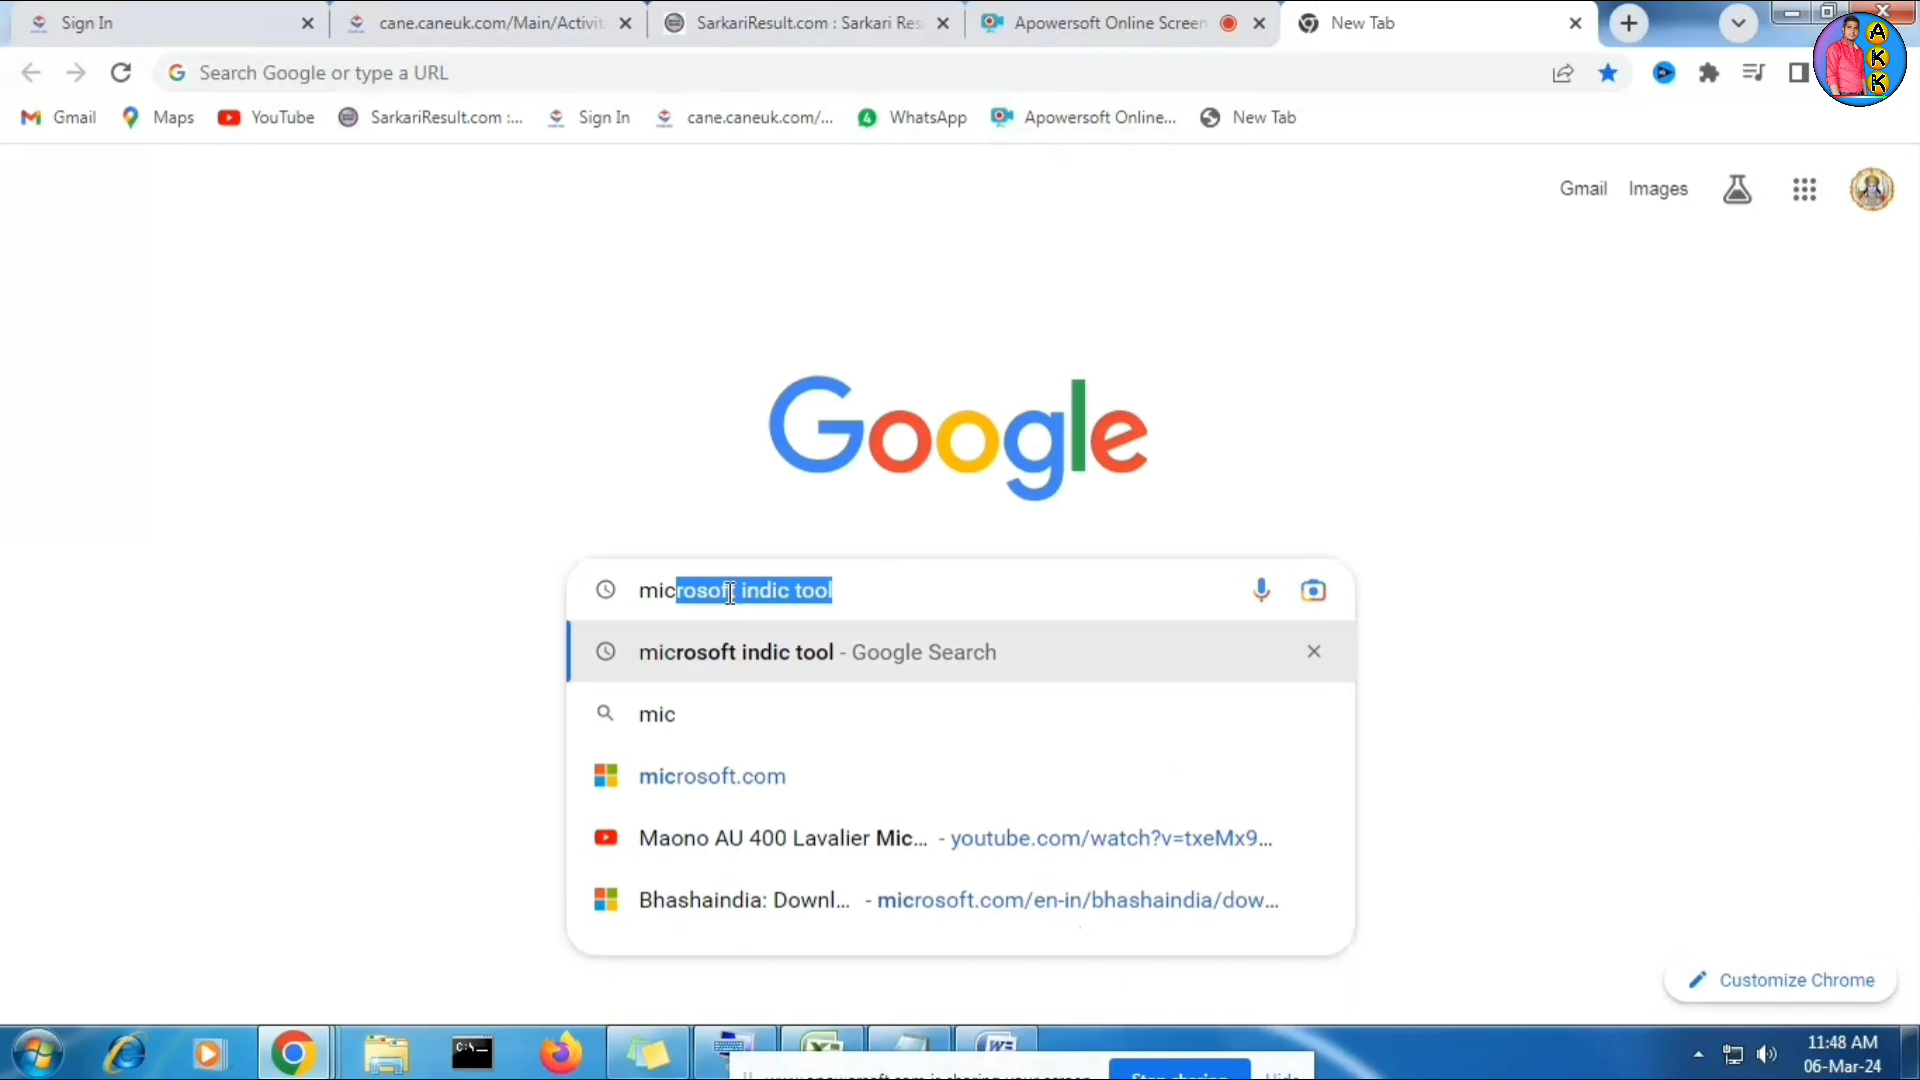 Sign In
cane.caneuk.com/Main/Activit
SarkariResult.com : Sarkari Res
Apowersoft Online Screen
New Tab
Search Google or type a URL
Gmail
Maps
YouTube
SarkariResult.com :...
Sign In
cane.caneuk.com/...
WhatsApp
Apowersoft Online...
New Tab
A
K
K
Gmail
Images
Google
microsoft indic tool
microsoft indic tool - Google Search
mic
microsoft.com
Maono AU 400 Lavalier Mic... - youtube.com/watch?v=txeMx9...
Bhashaindia: Downl... - microsoft.com/en-in/bhashaindia/dow...
Customize Chrome
C:\.
11:48 AM
06-Mar-24